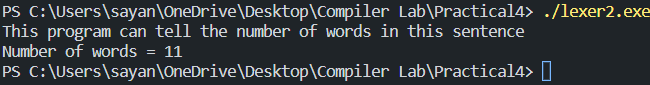 PS C:\Users\sayan\OneDrive\Desktop\Compiler Lab\Practical4> ./lexer2.exe
This program can tell the number of words in this sentence
Number of words = 11
PS C:\Users\sayan\OneDrive\Desktop\Compiler Lab\Practical4>